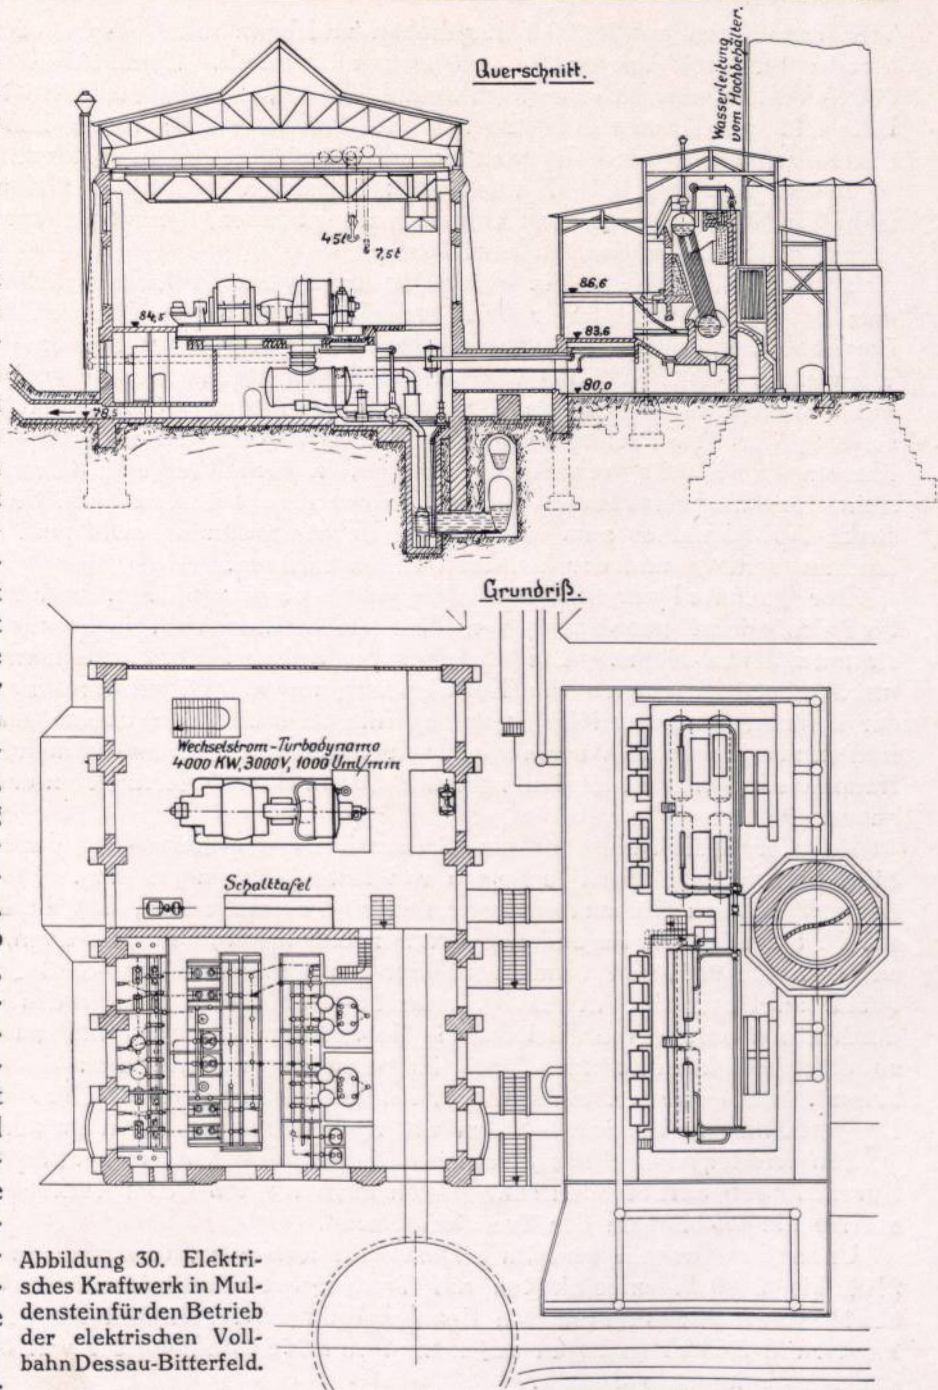 Querschnitt.
Wasserleitung
vom Hochbehälter.
45t
7,5t
86,6
84,5
83.6
80,0
78,5
Grundriß.
Wechselstrom-Turbodynamo
4000 KW, 3000V, 1000 Uml/min
Schalttafel
Abbildung 30. Elektri-
sches Kraftwerk in Mul-
denstein für den Betrieb
der elektrischen Voll-
bahn Dessau-Bitterfeld.